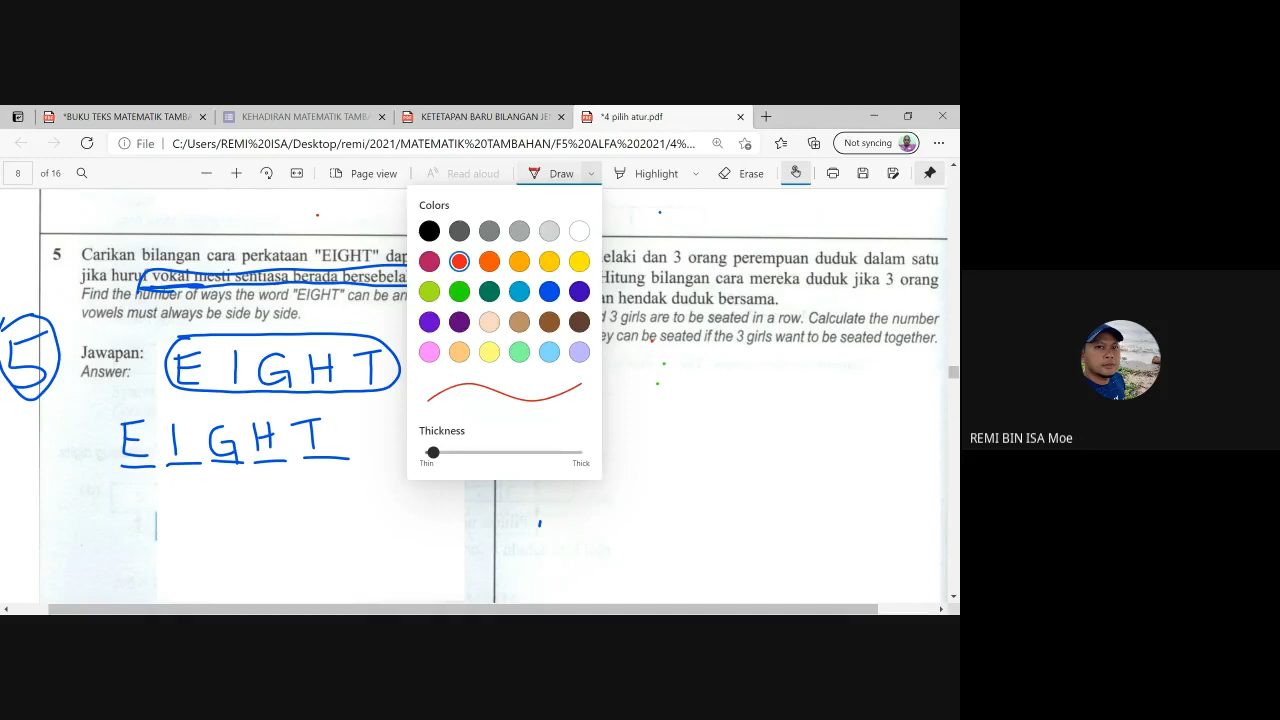 *BUKU TEKS MATEMATIK TAMBA
KEHADIRAN MATEMATIK TAMBA
KETETAPAN BARU BILANGAN JEN
*4 pilih atur.pdf
File
C:/Users/REMI%20ISA/Desktop/remi/2021/MATEMATIK%20TAMBAHAN/F5%20ALFA%202021/4%...
Not syncing
8 of 16
Page view
Read aloud
Draw
Highlight
Erase
Colors
Thickness
Thin
Thick
5 Carikan bilangan cara perkataan "EIGHT" dap
jika huruf vokal mesti sentiasa berada bersebela
Find the number of ways the word "EIGHT" can be an
vowels must always be side by side.
Jawapan:
Answer:
5
E I G H T
E I G H T
elaki dan 3 orang perempuan duduk dalam satu
Hitung bilangan cara mereka duduk jika 3 orang
an hendak duduk bersama.
d 3 girls are to be seated in a row. Calculate the number
ey can be seated if the 3 girls want to be seated together.
REMI BIN ISA Moe